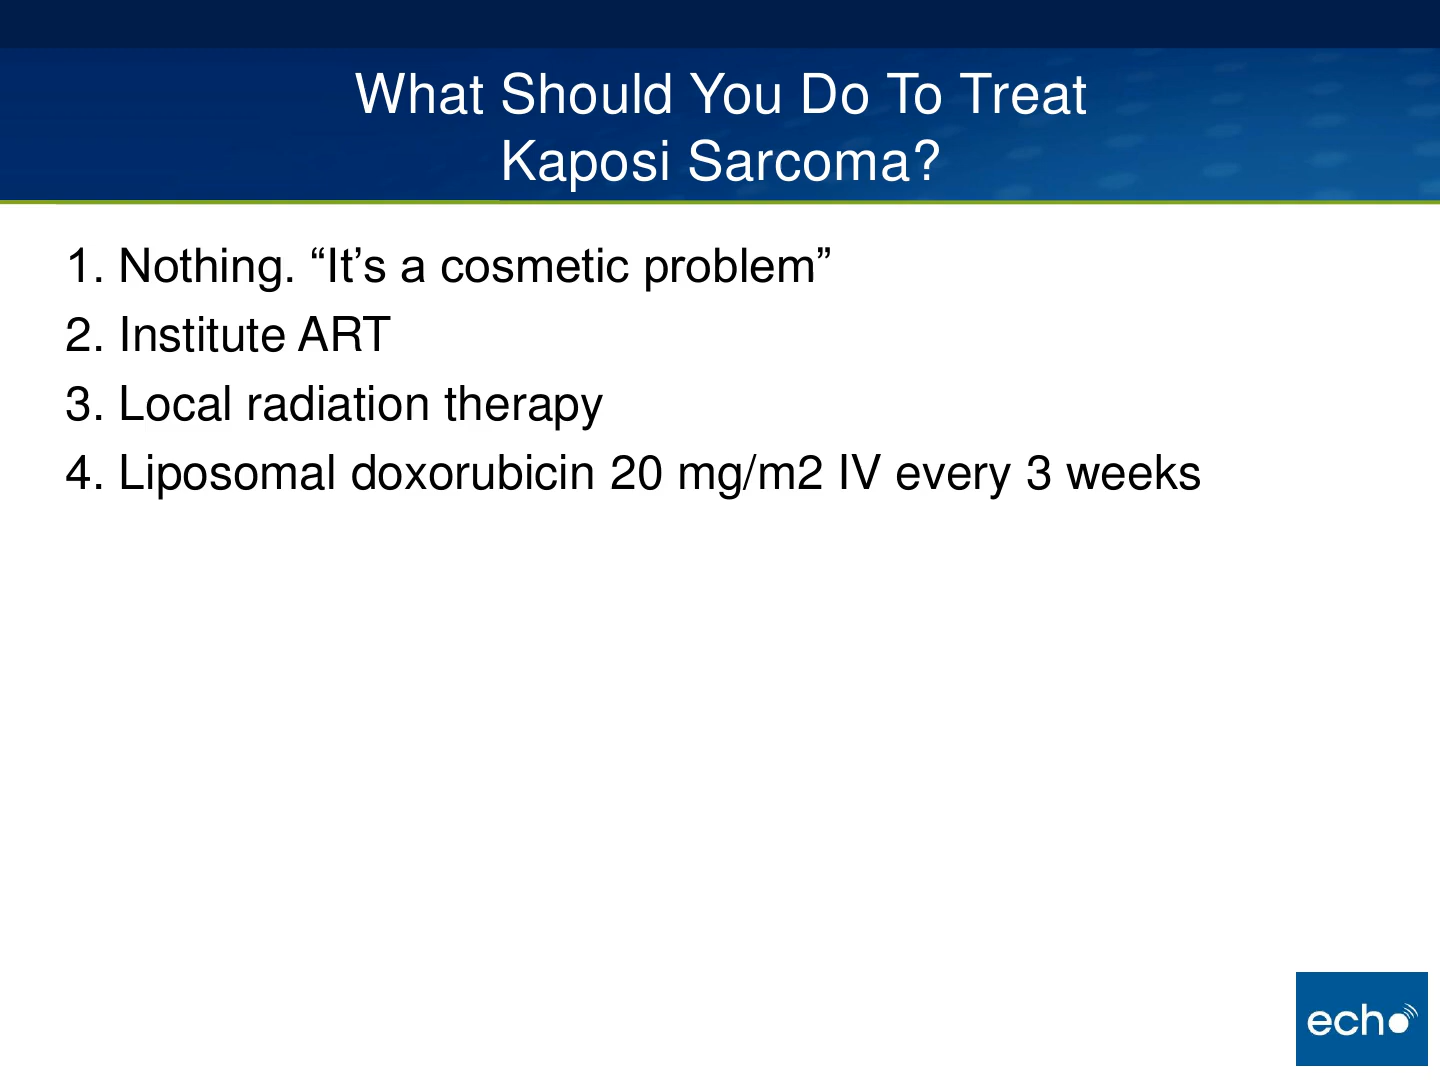 What Should You Do To Treat
Kaposi Sarcoma?
1. Nothing. “It’s a cosmetic problem”
2. Institute ART
3. Local radiation therapy
4. Liposomal doxorubicin 20 mg/m2 IV every 3 weeks
echo